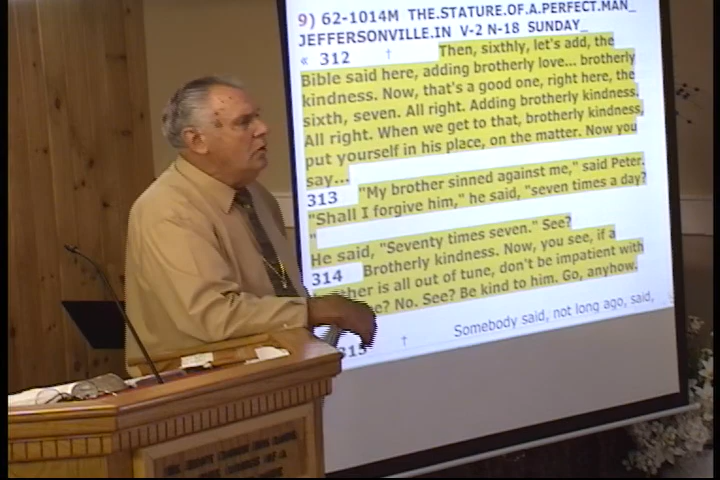 9) 62-1014M THE.STATURE.OF.A.PERFECT.MAN_
JEFFERSONVILLE.IN V-2 N-18 SUNDAY_
« 312 † Then, sixthly, let's add, the
Bible said here, adding brotherly love... brotherly
kindness. Now, that's a good one, right here, the
sixth, seven. All right. Adding brotherly kindness.
All right. When we get to that, brotherly kindness,
put yourself in his place, on the matter. Now you
say...
313 "My brother sinned against me," said Peter.
"Shall I forgive him," he said, "seven times a day?
"
He said, "Seventy times seven." See?
314 Brotherly kindness. Now, you see, if a
ther is all out of tune, don't be impatient with
e? No. See? Be kind to him. Go, anyhow.
315 † Somebody said, not long ago, said,